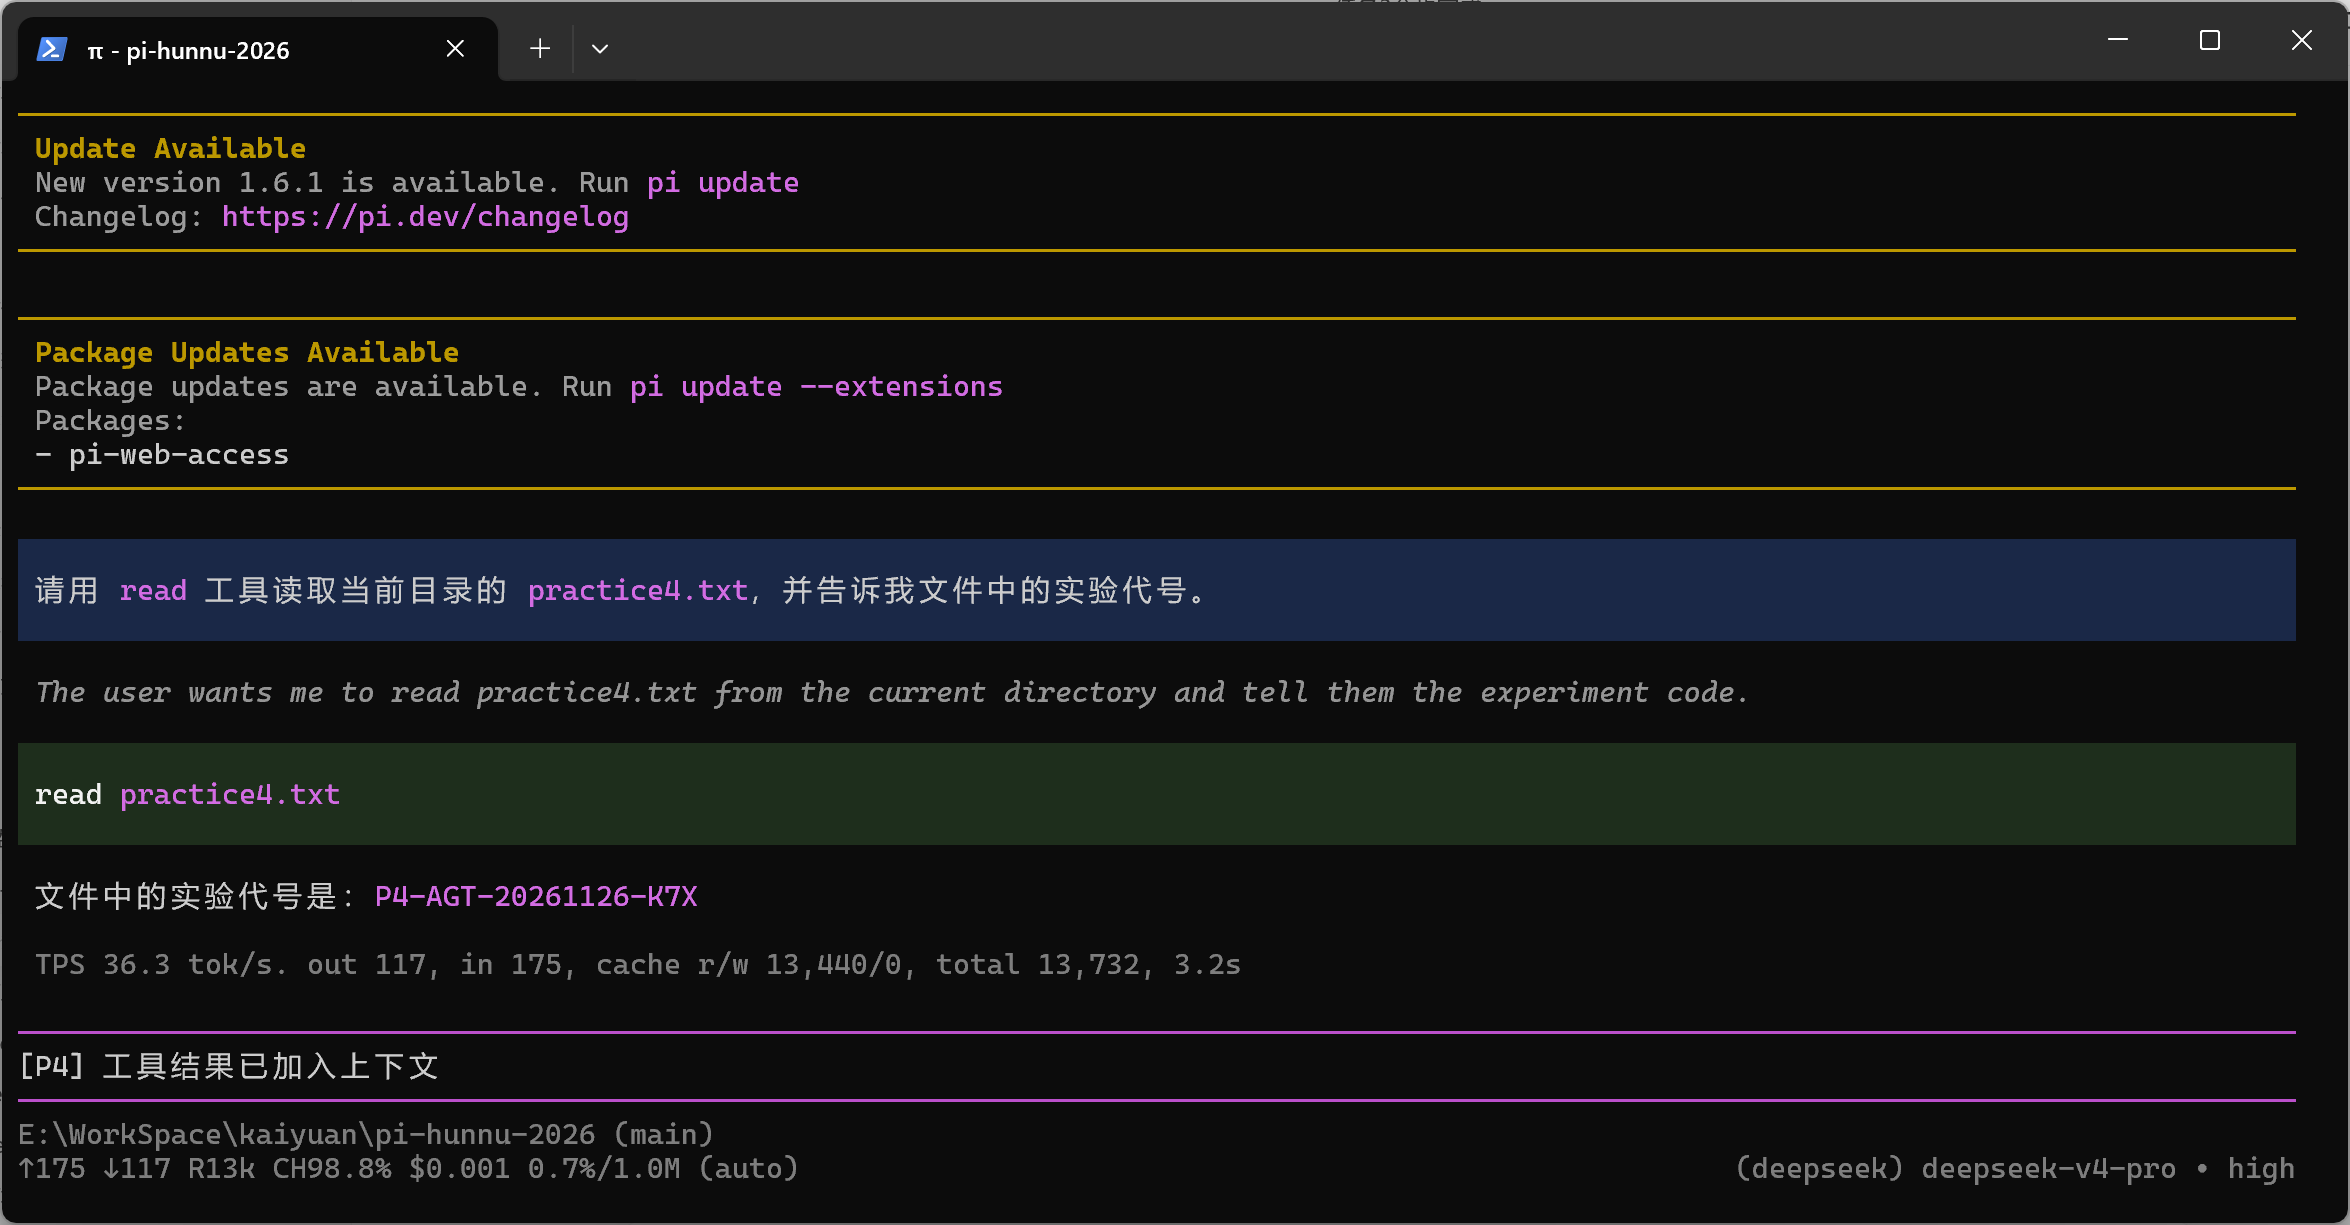 π - pi-hunnu-2026
Update Available
New version 1.6.1 is available. Run pi update
Changelog: https://pi.dev/changelog
Package Updates Available
Package updates are available. Run pi update --extensions
Packages:
- pi-web-access
请用 read 工具读取当前目录的 practice4.txt, 并告诉我文件中的实验代号。
The user wants me to read practice4.txt from the current directory and tell them the experiment code.
read practice4.txt
文件中的实验代号是: P4-AGT-20261126-K7X
TPS 36.3 tok/s. out 117, in 175, cache r/w 13,440/0, total 13,732, 3.2s
[P4] 工具结果已加入上下文
E:\WorkSpace\kaiyuan\pi-hunnu-2026 (main)
↑175 ↓117 R13k CH98.8% $0.001 0.7%/1.0M (auto) (deepseek) deepseek-v4-pro • high